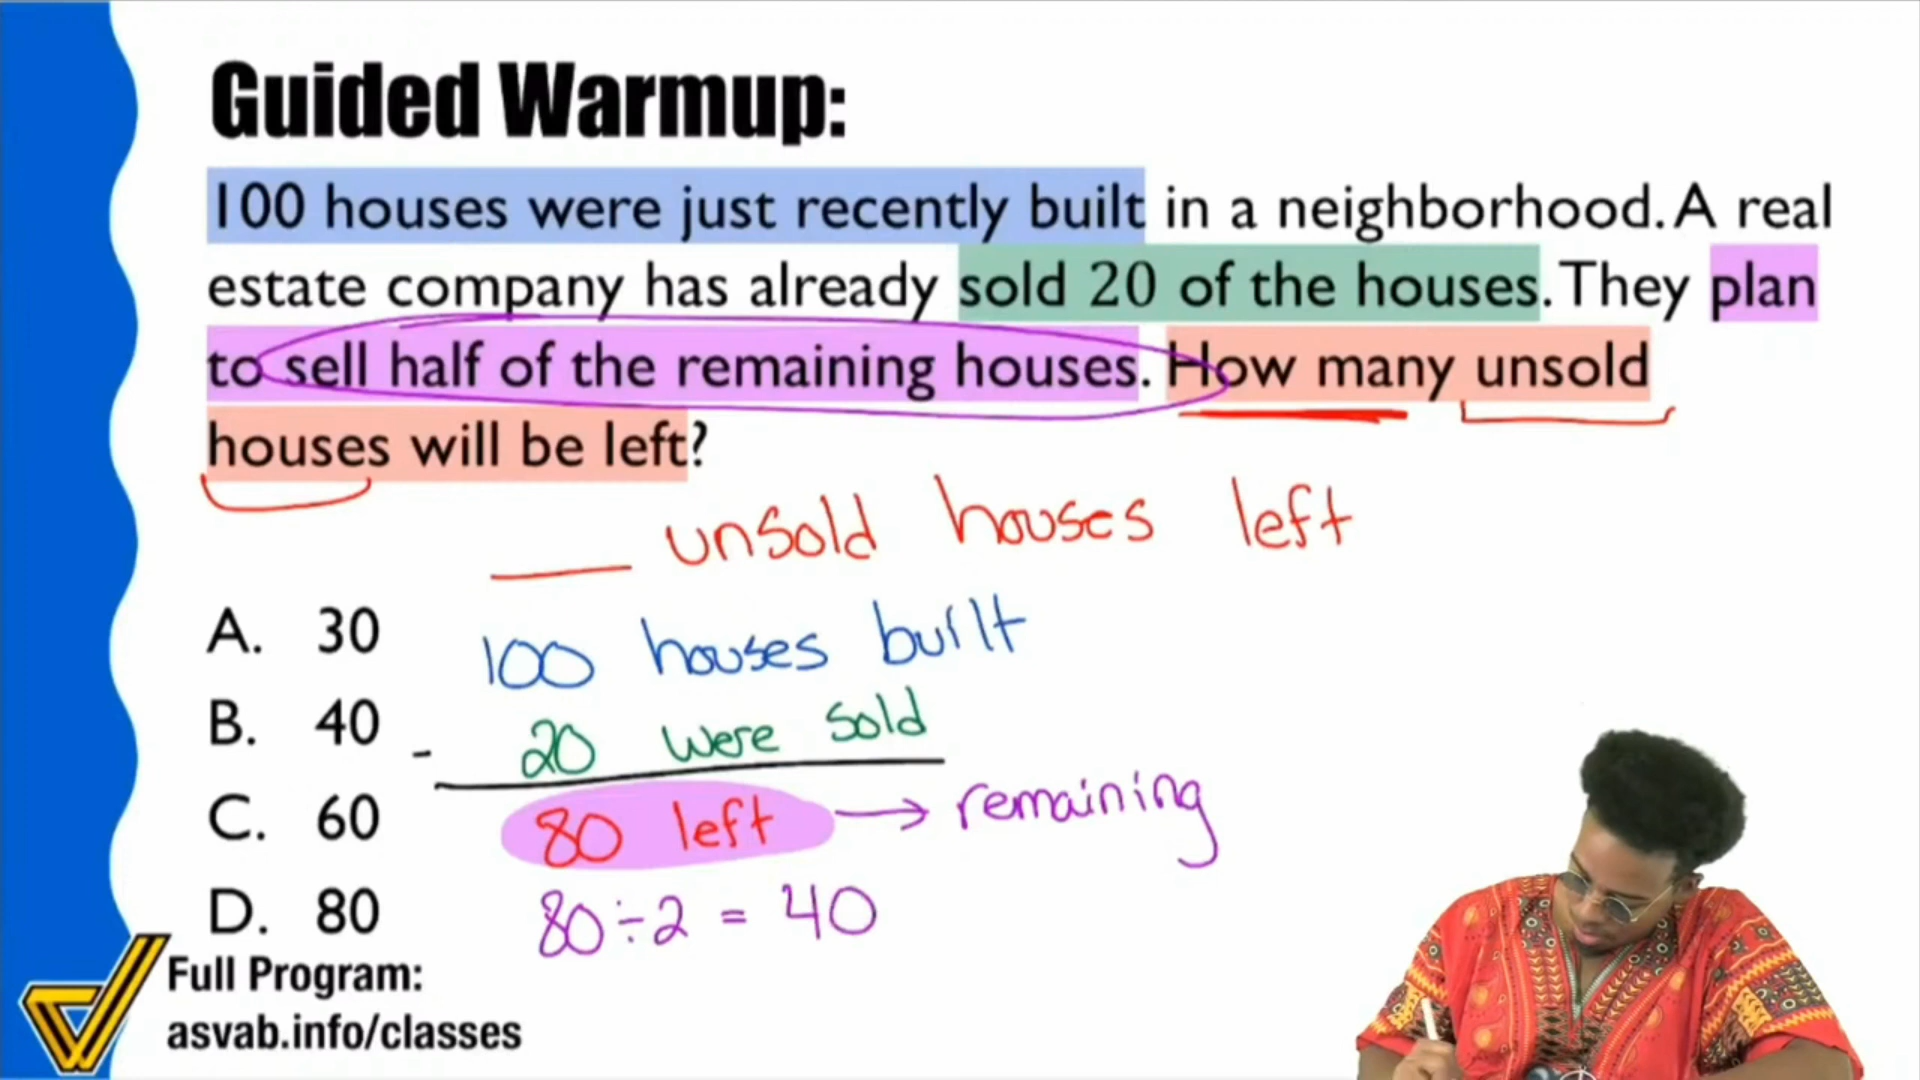 Guided Warmup:
100 houses were just recently built in a neighborhood. A real
estate company has already sold 20 of the houses. They plan
to sell half of the remaining houses. How many unsold
houses will be left?
___ unsold houses left
A. 30
100 houses built
B. 40
- 20 were sold
C. 60
80 left → remaining
D. 80
80÷2 = 40
Full Program:
asvab.info/classes